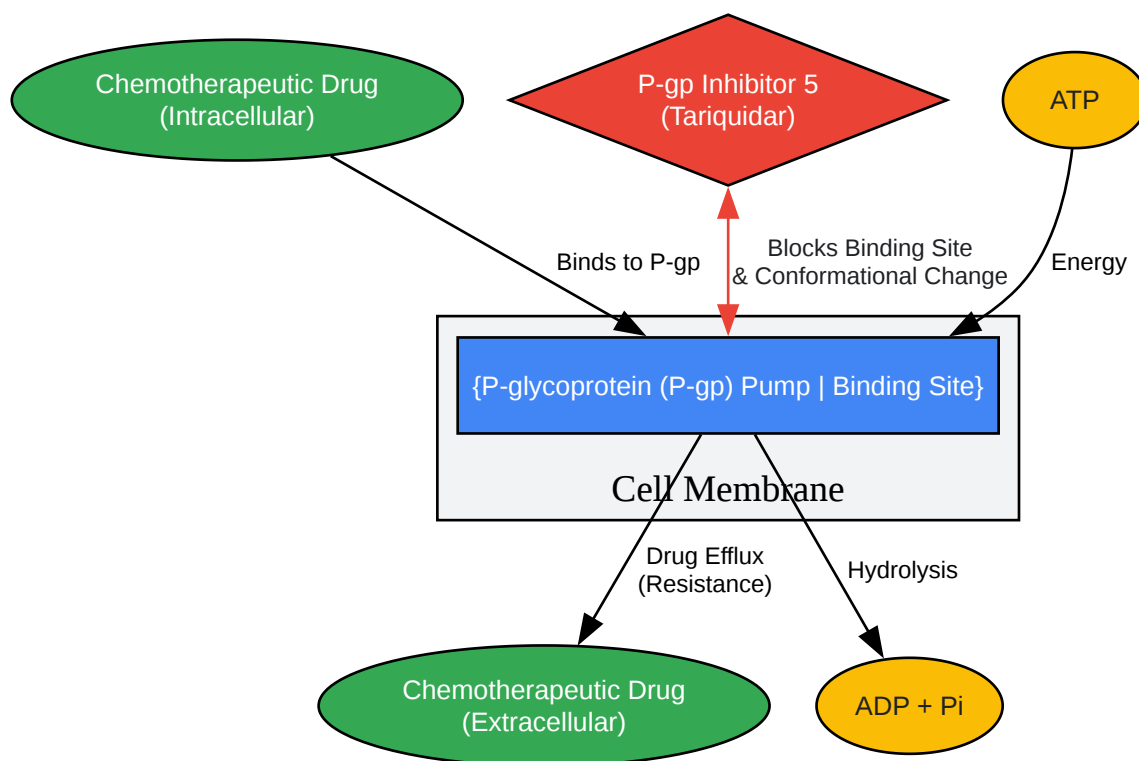 Chemotherapeutic Drug
(Intracellular)
P-gp Inhibitor 5
(Tariquidar)
ATP
Binds to P-gp
Blocks Binding Site
& Conformational Change
Energy
{P-glycoprotein (P-gp) Pump | Binding Site}
Cell Membrane
Drug Efflux
(Resistance)
Hydrolysis
Chemotherapeutic Drug
(Extracellular)
ADP + Pi